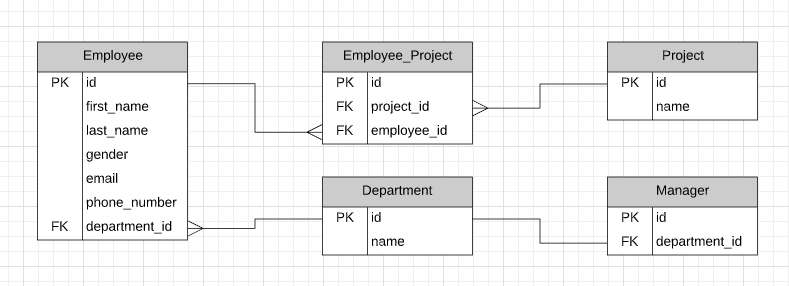 Employee
PK id
first_name
last_name
gender
email
phone_number
FK department_id
Employee_Project
PK id
FK project_id
FK employee_id
Project
PK id
name
Department
PK id
name
Manager
PK id
FK department_id